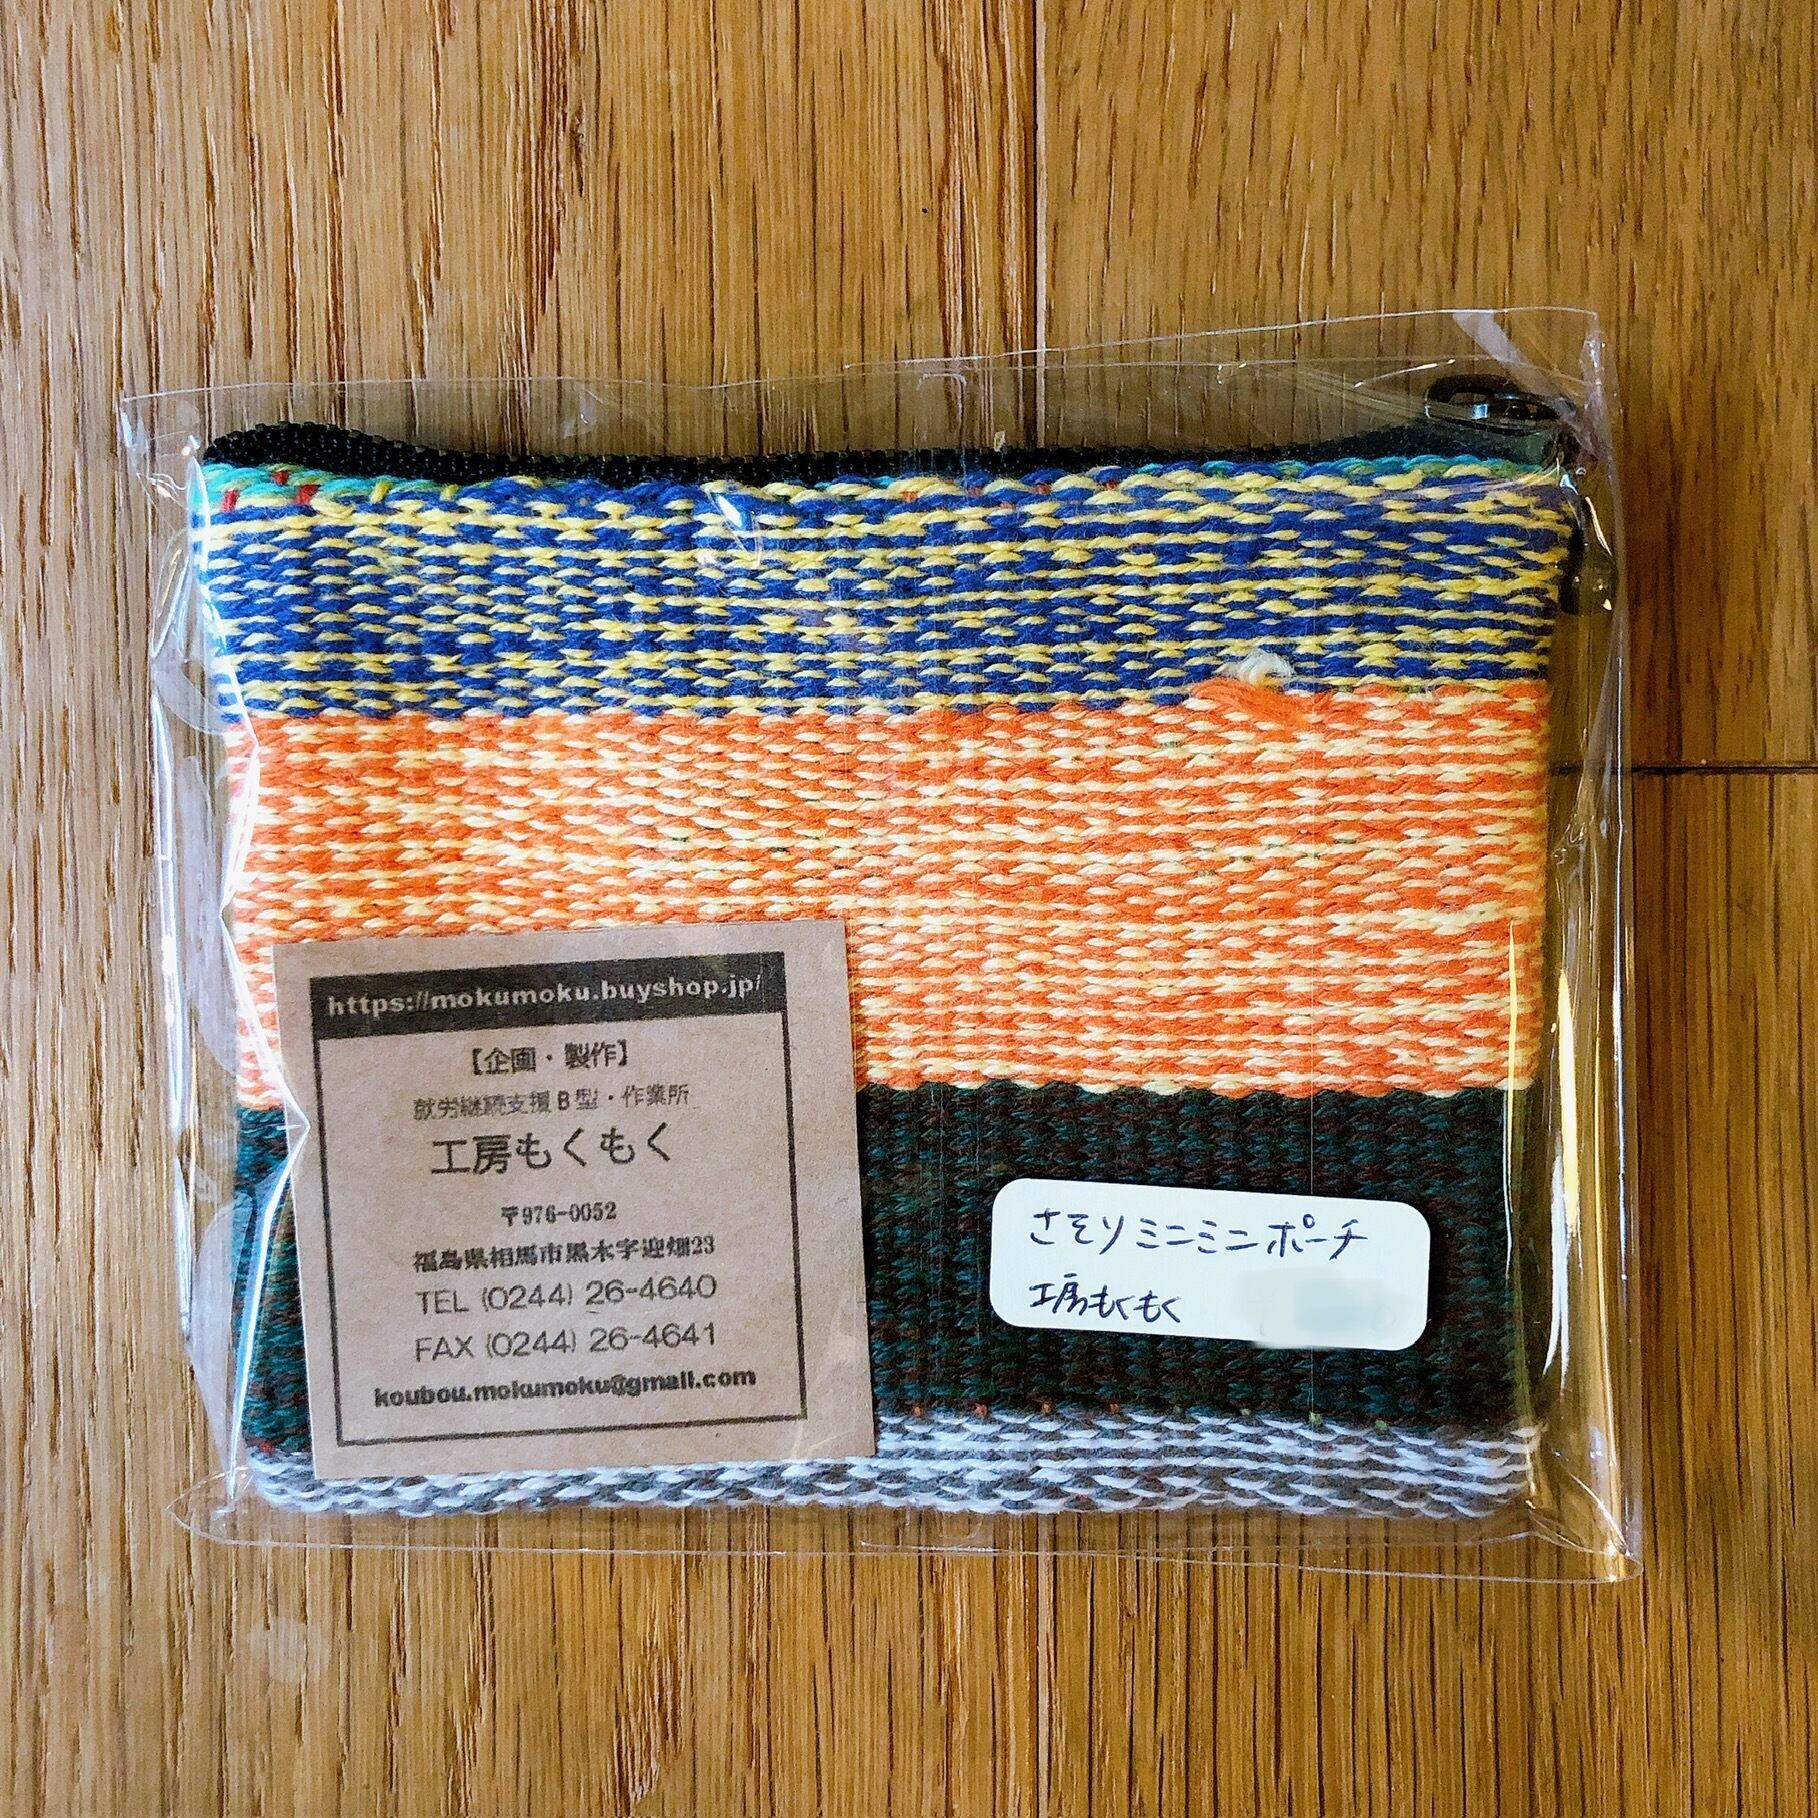 https://mokumoku.buyshop.jp/
【企画・製作】
就労継続支援B型・作業所
工房もくもく
〒976-0052
福島県相馬市黒木字迎畑23
TEL (0244) 26-4640
FAX (0244) 26-4641
koubou.mokumoku@gmail.com
さそりミニミニポーチ
工房もくもく